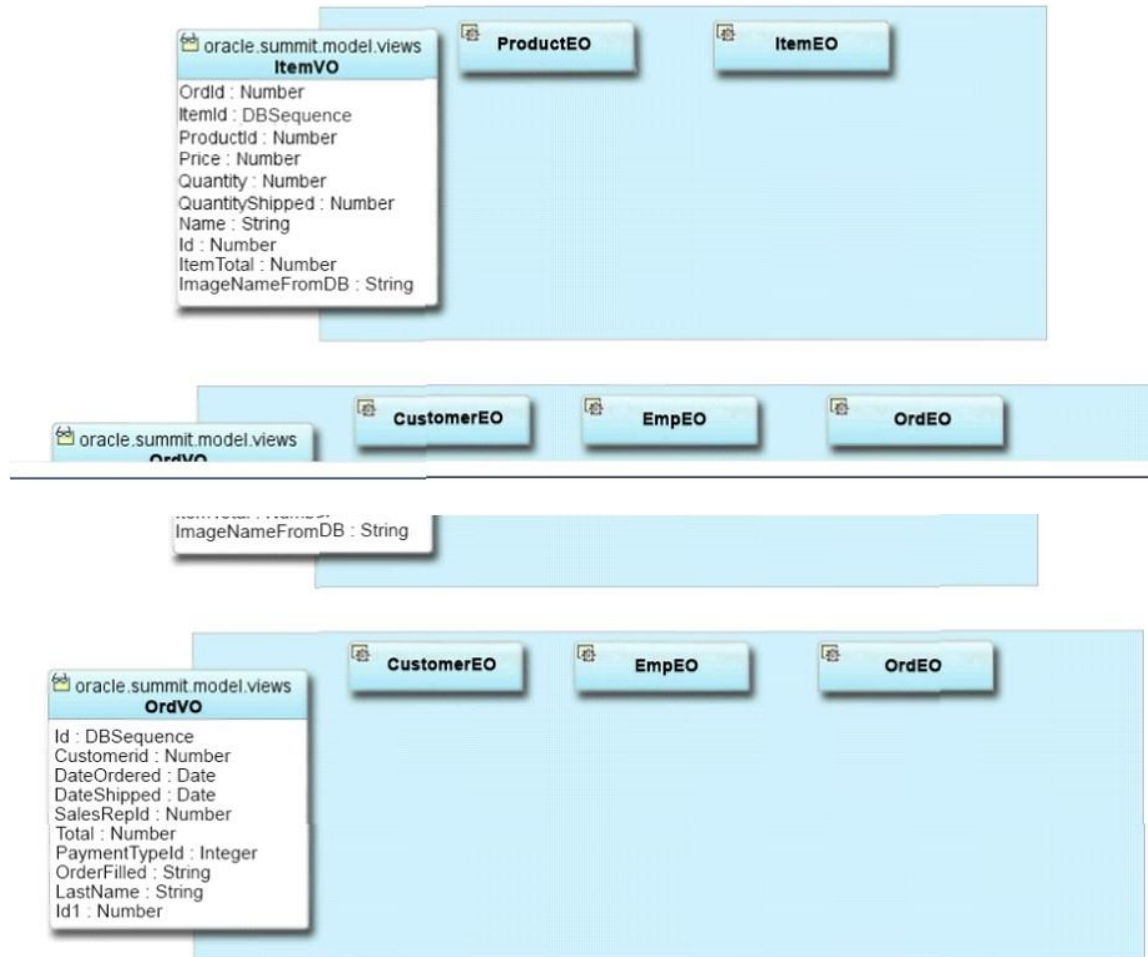 oracle.summit.model.views
ItemVO
OrdId : Number
ItemId : DBSequence
ProductId : Number
Price : Number
Quantity : Number
QuantityShipped : Number
Name : String
Id : Number
ItemTotal : Number
ImageNameFromDB : String
ProductEO
ItemEO
oracle.summit.model.views
OrdVO
CustomerEO
EmpEO
OrdEO
ItemTotal : Number
ImageNameFromDB : String
oracle.summit.model.views
OrdVO
Id : DBSequence
Customerid : Number
DateOrdered : Date
DateShipped : Date
SalesRepId : Number
Total : Number
PaymentTypeId : Integer
OrderFilled : String
LastName : String
Id1 : Number
CustomerEO
EmpEO
OrdEO